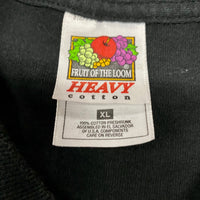 FRUIT OF THE LOOM
HEAVY
cotton
XL
100% COTTON PRESHRUNK
ASSEMBLED IN EL SALVADOR
OF U.S.A. COMPONENTS
CARE ON REVERSE